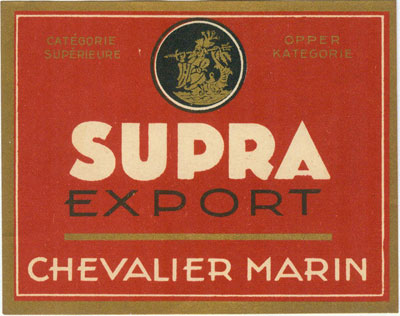 CATÉGORIE
SUPÉRIEURE
OPPER
KATEGORIE
SUPRA
EXPORT
CHEVALIER MARIN